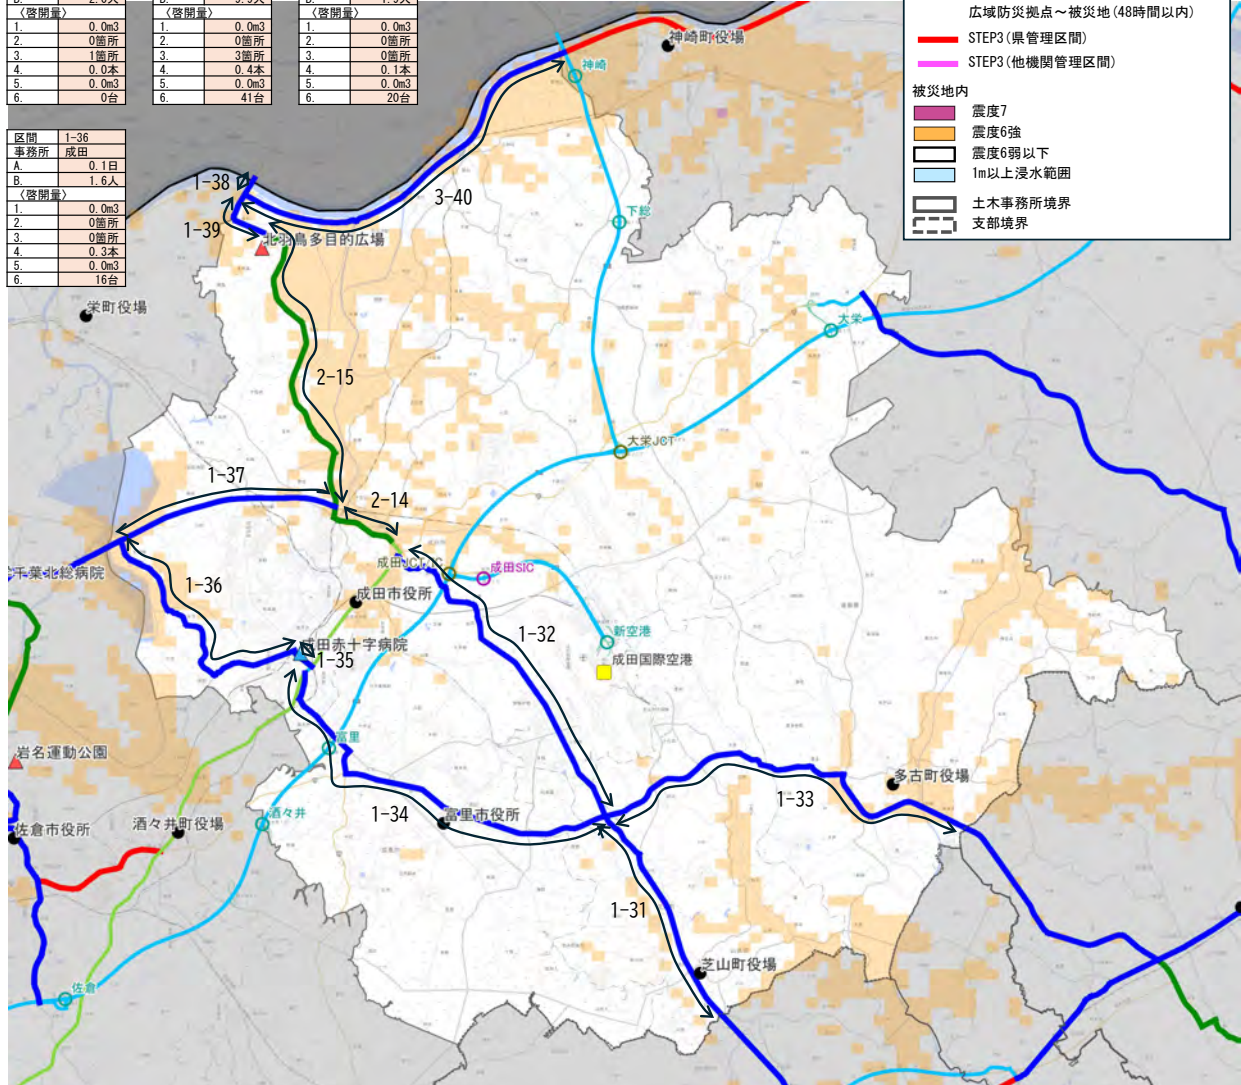 〈啓開量〉
1. 0.0m3
2. 0箇所
3. 1箇所
4. 0.0本
5. 0.0m3
6. 0台
〈啓開量〉
1. 0.0m3
2. 0箇所
3. 3箇所
4. 0.4本
5. 0.0m3
6. 41台
〈啓開量〉
1. 0.0m3
2. 0箇所
3. 0箇所
4. 0.1本
5. 0.0m3
6. 20台
区間 1-36
事務所 成田
A. 0.1日
B. 1.6人
〈啓開量〉
1. 0.0m3
2. 0箇所
3. 0箇所
4. 0.3本
5. 0.0m3
6. 16台
広域防災拠点～被災地(48時間以内)
STEP3(県管理区間)
STEP3(他機関管理区間)
被災地内
震度7
震度6強
震度6弱以下
1m以上浸水範囲
土木事務所境界
支部境界
神崎町役場
神崎
1-38
3-40
下総
1-39
北羽鳥多目的広場
栄町役場
大栄
2-15
大栄JCT
1-37
2-14
成田JCT/IC
成田SIC
千葉北総病院
1-36
成田市役所
1-32
新空港
成田赤十字病院
1-35
成田国際空港
富里
岩名運動公園
多古町役場
1-33
1-34
富里市役所
酒々井
酒々井町役場
佐倉市役所
1-31
芝山町役場
佐倉